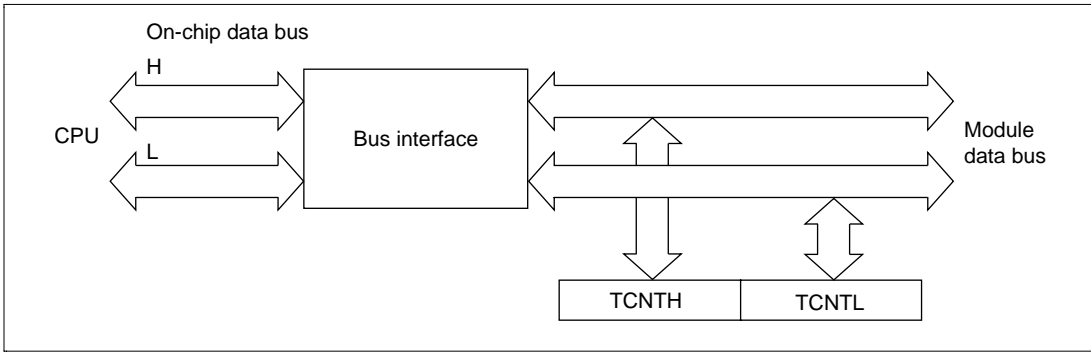 On-chip data bus
H
CPU
L
Bus interface
Module
data bus
TCNTH
TCNTL